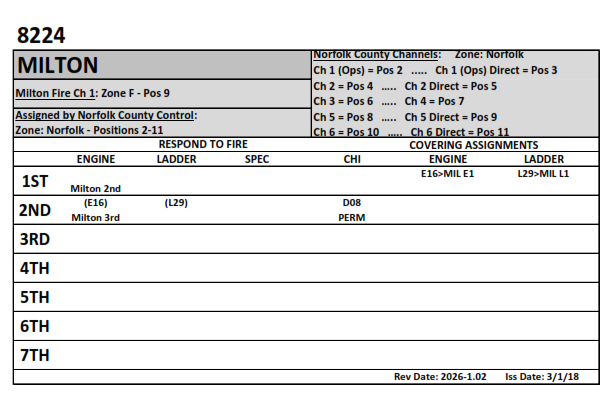 8224
MILTON
Milton Fire Ch 1: Zone F - Pos 9
Assigned by Norfolk County Control:
Zone: Norfolk - Positions 2-11
Norfolk County Channels: Zone: Norfolk
Ch 1 (Ops) = Pos 2 ..... Ch 1 (Ops) Direct = Pos 3
Ch 2 = Pos 4 ..... Ch 2 Direct = Pos 5
Ch 3 = Pos 6 ..... Ch 4 = Pos 7
Ch 5 = Pos 8 ..... Ch 5 Direct = Pos 9
Ch 6 = Pos 10 ..... Ch 6 Direct = Pos 11
RESPOND TO FIRE COVERING ASSIGNMENTS
ENGINE LADDER SPEC CHI ENGINE LADDER
1ST E16>MIL E1 L29>MIL L1
Milton 2nd
2ND (E16) (L29) D08
Milton 3rd PERM
3RD
4TH
5TH
6TH
7TH
Rev Date: 2026-1.02 Iss Date: 3/1/18